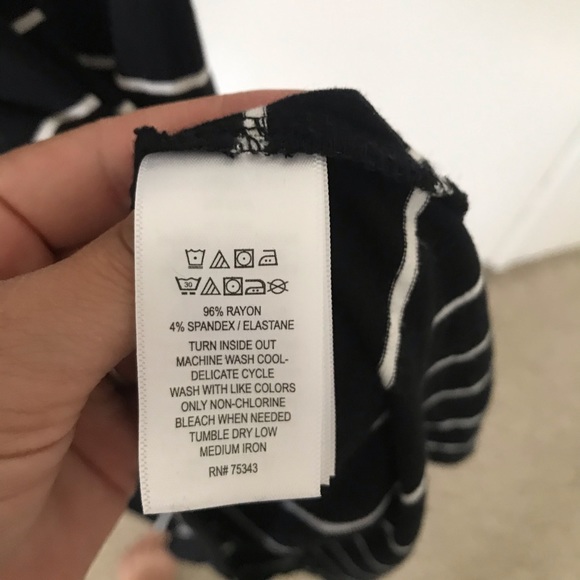 30
96% RAYON
4% SPANDEX / ELASTANE
TURN INSIDE OUT
MACHINE WASH COOL-
DELICATE CYCLE
WASH WITH LIKE COLORS
ONLY NON-CHLORINE
BLEACH WHEN NEEDED
TUMBLE DRY LOW
MEDIUM IRON
RN# 75343